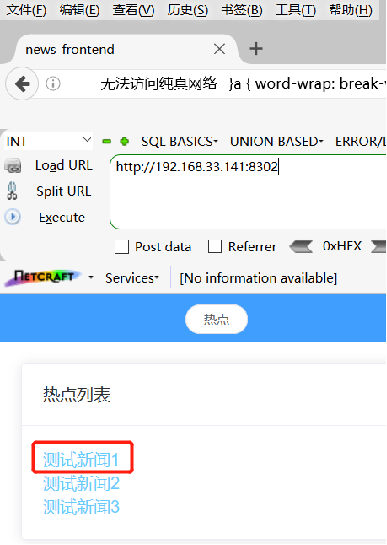 文件(F) 编辑(E) 查看(V) 历史(S) 书签(B) 工具(T) 帮助(H)
news-frontend
无法访问纯真网络 }a { word-wrap: break-
INT SQL BASICS UNION BASED ERROR/
Load URL http://192.168.33.141:8302
Split URL
Execute
Post data Referrer 0xHEX
NETCRAFT Services [No information available]
热点
热点列表
测试新闻1
测试新闻2
测试新闻3